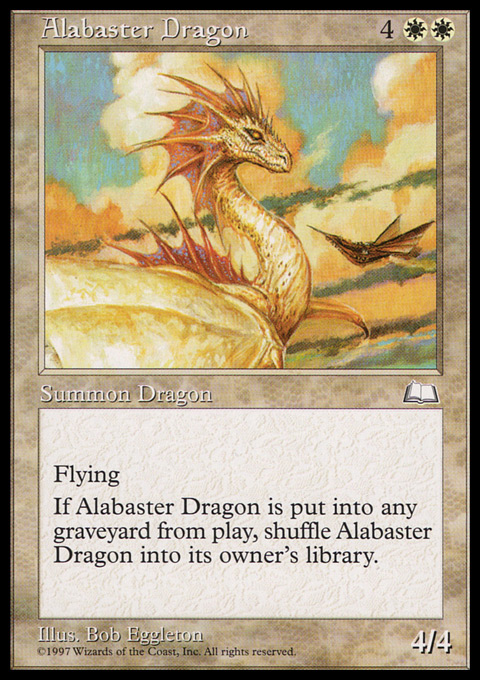 Alabaster Dragon 4
Summon Dragon
Flying
If Alabaster Dragon is put into any
graveyard from play, shuffle Alabaster
Dragon into its owner's library.
Illus. Bob Eggleton
©1997 Wizards of the Coast, Inc. All rights reserved.
4/4